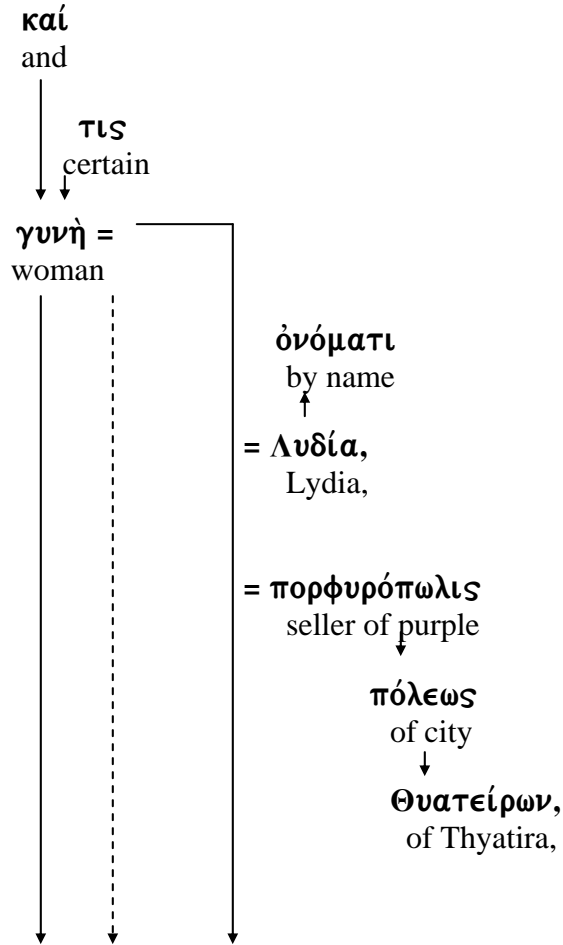 καί
and
τις
certain
γυνὴ =
woman
ὀνόματι
by name
= Λυδία,
Lydia,
= πορφυρόπωλις
seller of purple
πόλεως
of city
Θυατείρων,
of Thyatira,